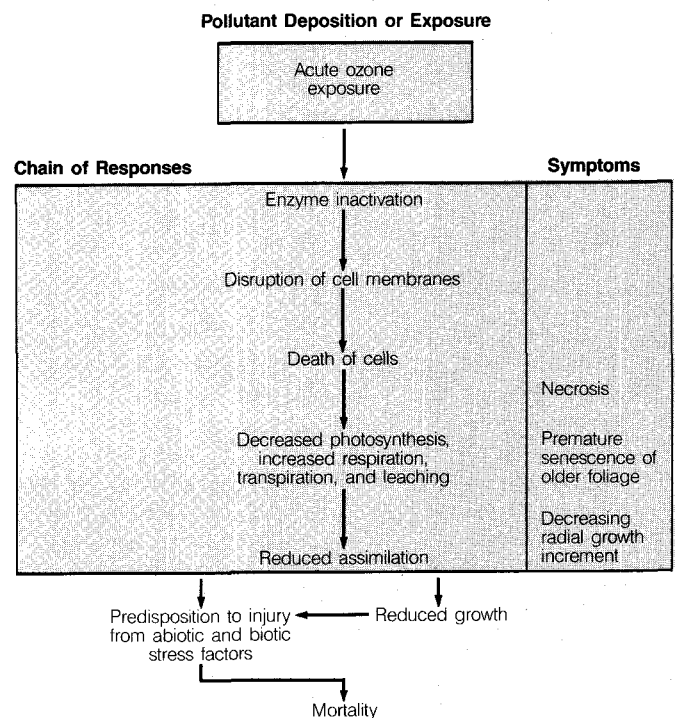 Pollutant Deposition or Exposure
Acute ozone
exposure
Chain of Responses
Symptoms
Enzyme inactivation
Disruption of cell membranes
Death of cells
Necrosis
Decreased photosynthesis,
increased respiration,
transpiration, and leaching
Premature
senescence of
older foliage
Decreasing
radial growth
increment
Reduced assimilation
Predisposition to injury
from abiotic and biotic
stress factors
Reduced growth
Mortality